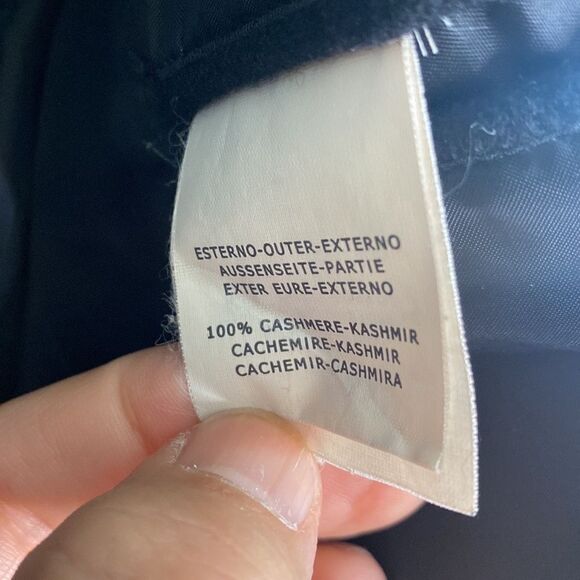 ESTERNO-OUTER-EXTERNO
AUSSENSEITE-PARTIE
EXTER EURE-EXTERNO
100% CASHMERE-KASHMIR
CACHEMIRE-KASHMIR
CACHEMIR-CASHMIRA